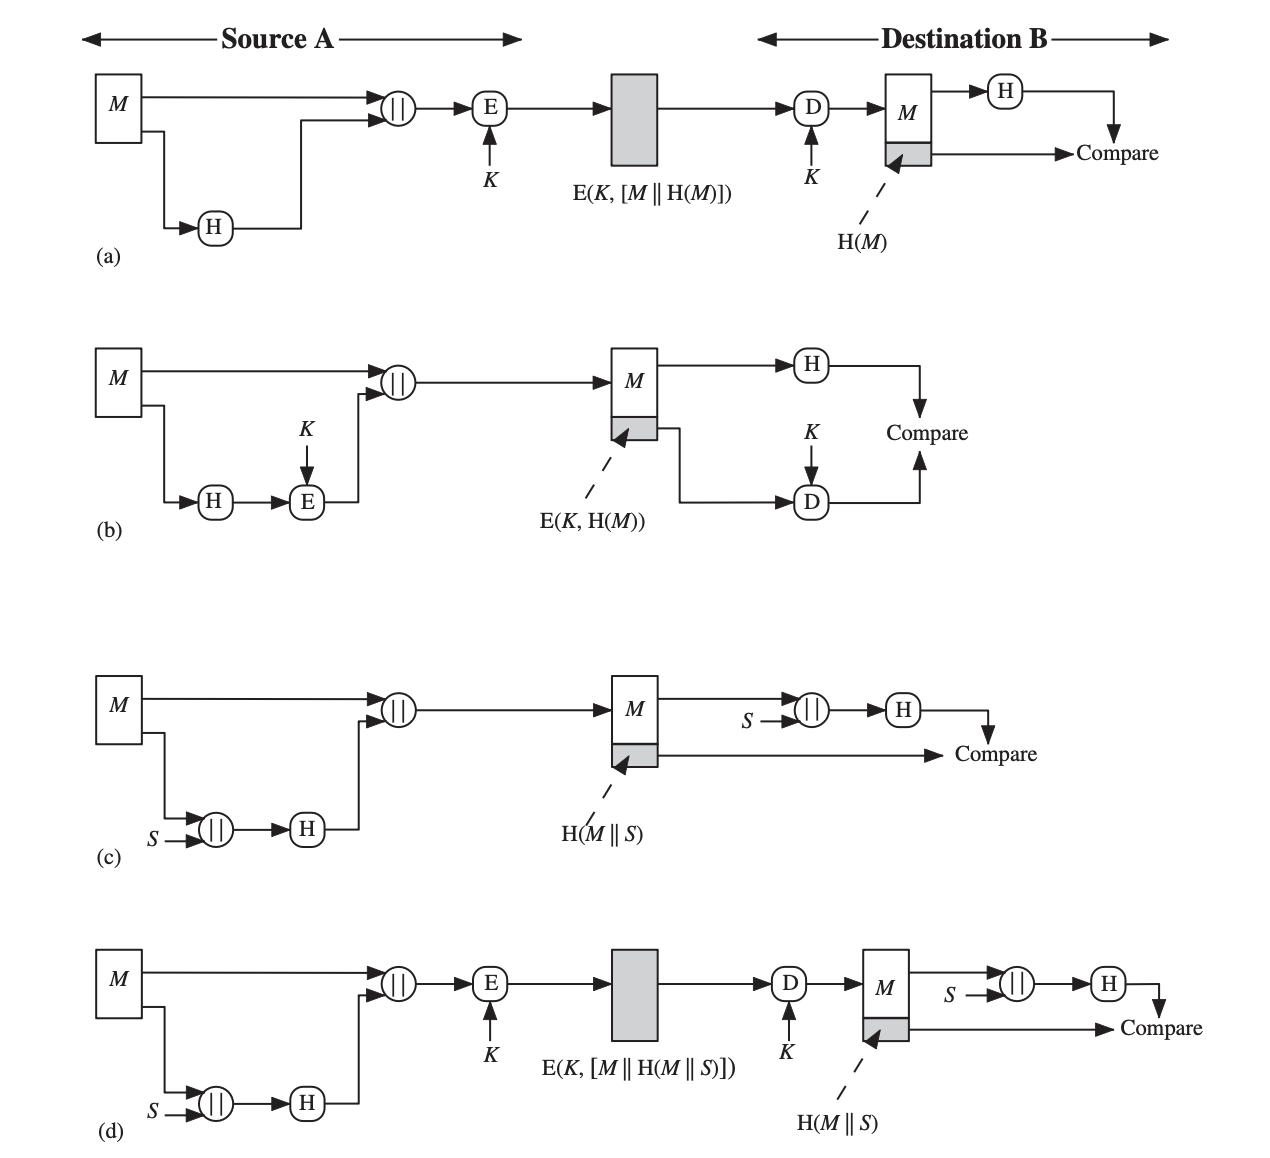 Source A
Destination B
M
||
E
K
E(K, [M || H(M)])
D
K
M
H
Compare
H(M)
H
(a)
M
||
K
H
E
M
E(K, H(M))
H
K
D
Compare
(b)
M
||
S
||
H
M
H(M || S)
S
||
H
Compare
(c)
M
||
E
K
S
||
H
E(K, [M || H(M || S)])
D
K
M
S
||
H
Compare
H(M || S)
(d)